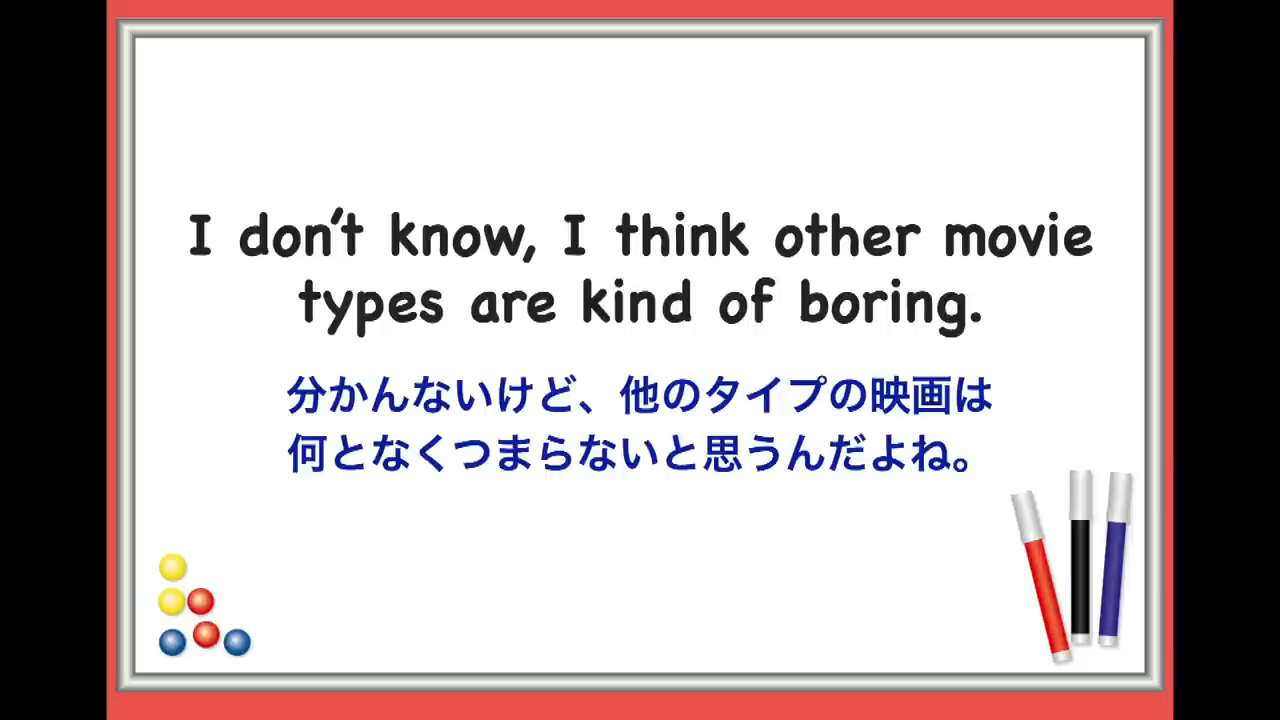 I don't know, I think other movie
types are kind of boring.
分かんないけど、他のタイプの映画は
何となくつまらないと思うんだよね。